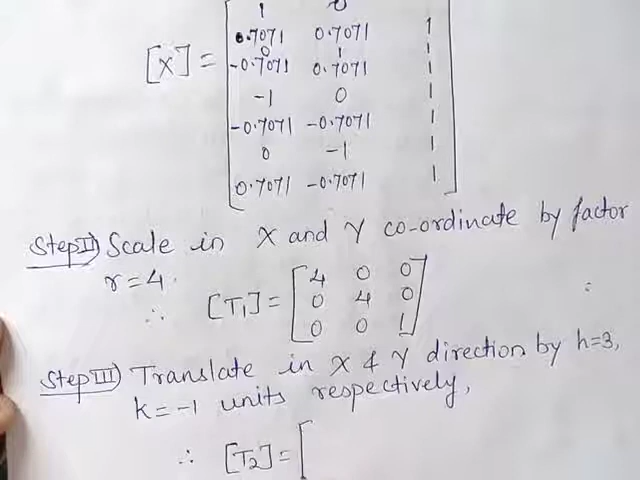 1 0
0.7071 0.7071 1
0 1 1
[X] = -0.7071 0.7071 1
-1 0 1
-0.7071 -0.7071 1
0 -1 1
0.7071 -0.7071 1
Step II) Scale in X and Y co-ordinate by factor
r = 4.
∴ [T1] = [4 0 0
0 4 0
0 0 1]
Step III) Translate in X & Y direction by h=3,
k = -1 units respectively,
∴ [T2] = [